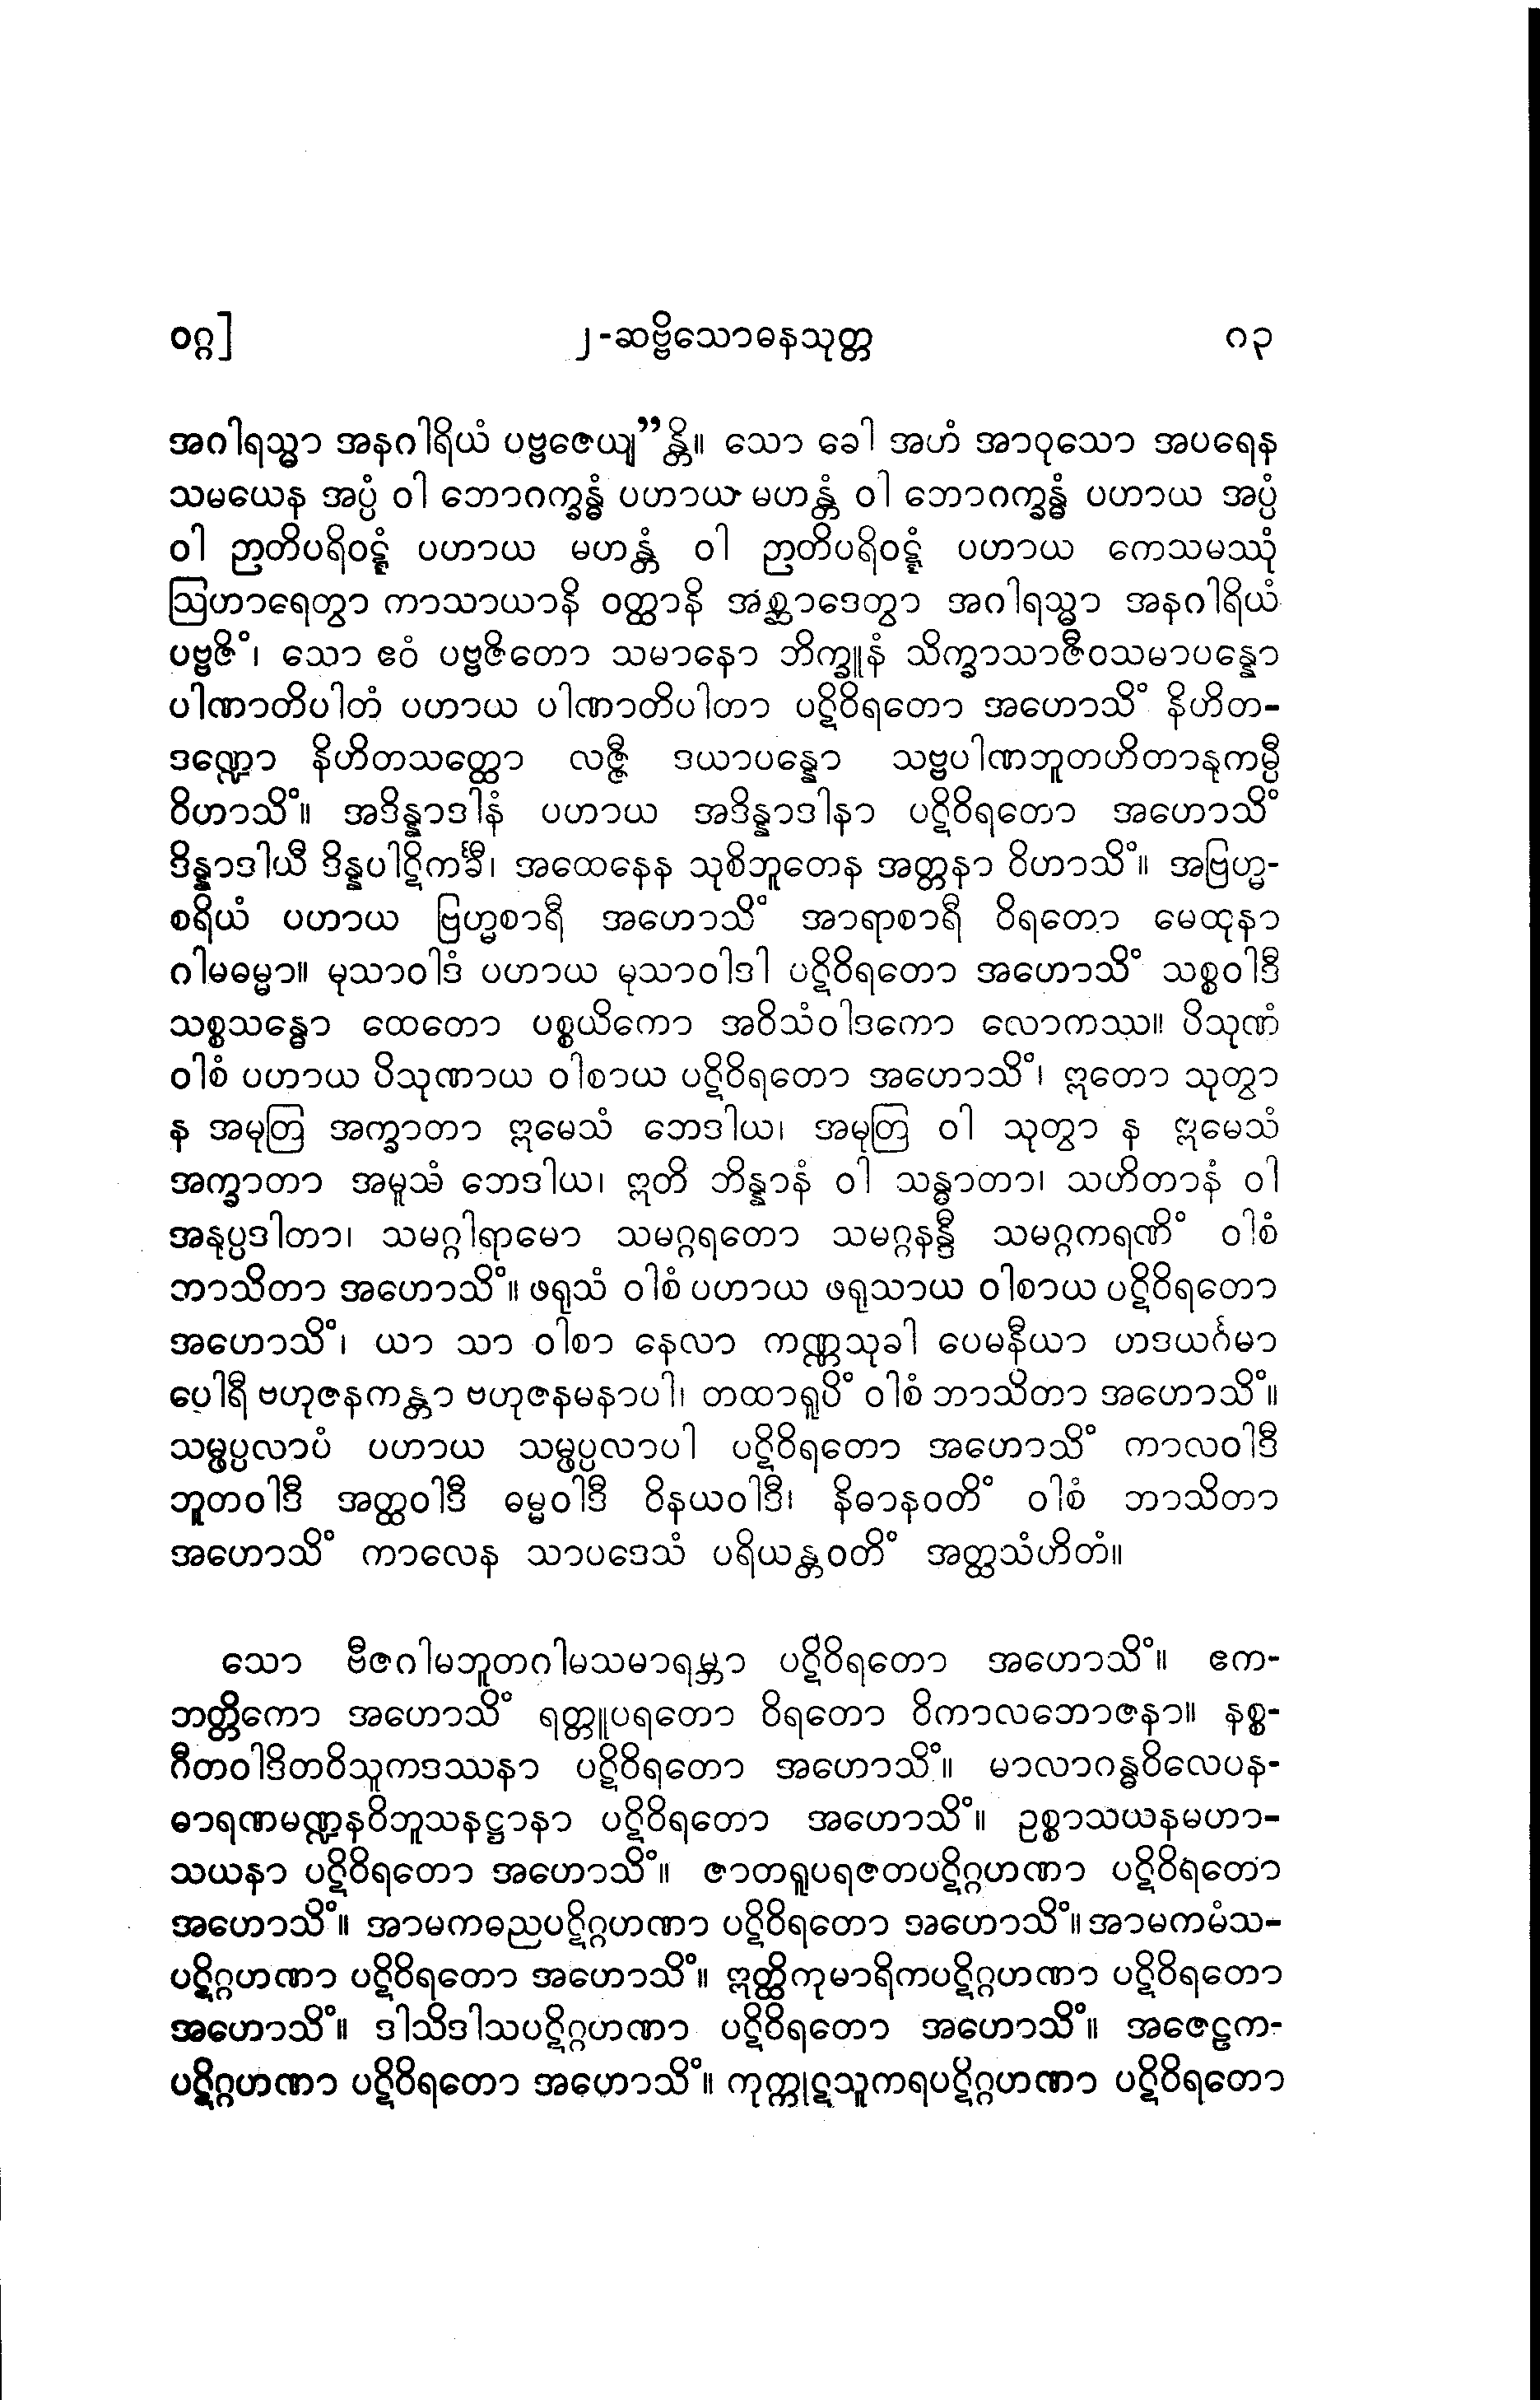 ဝဂ္ဂ] ၂-ဆဗ္ဗိသောဓနသုတ္တ ၈၃
အဂါရသ္မာ အနဂါရိယံ ပဗ္ဗဇေယျ”န္တိ။ သော ခေါ အဟံ အာဝုသော အပရေန
သမယေန အပ္ပံ ဝါ ဘောဂက္ခန္ဓံ ပဟာယ မဟန္တံ ဝါ ဘောဂက္ခန္ဓံ ပဟာယ အပ္ပံ
ဝါ ဉာတိပရိဝဋ္ဋံ ပဟာယ မဟန္တံ ဝါ ဉာတိပရိဝဋ္ဋံ ပဟာယ ကေသမဿုံ
ဩဟာရေတွာ ကာသာယာနိ ဝတ္ထာနိ အစ္ဆာဒေတွာ အဂါရသ္မာ အနဂါရိယံ
ပဗ္ဗဇိံ၊ သော ဧဝံ ပဗ္ဗဇိတော သမာနော ဘိက္ခူနံ သိက္ခာသာဇီဝသမာပန္နော
ပါဏာတိပါတံ ပဟာယ ပါဏာတိပါတာ ပဋိဝိရတော အဟောသိံ နိဟိတ-
ဒဏ္ဍော နိဟိတသတ္ထော လဇ္ဇီ ဒယာပန္နော သဗ္ဗပါဏဘူတဟိတာနုကမ္ပီ
ဝိဟာသိံ။ အဒိန္နာဒါနံ ပဟာယ အဒိန္နာဒါနာ ပဋိဝိရတော အဟောသိံ
ဒိန္နာဒါယီ ဒိန္နပါဋိကင်္ခီ၊ အထေနေန သုစိဘူတေန အတ္တနာ ဝိဟာသိံ။ အဗြဟ္မ-
စရိယံ ပဟာယ ဗြဟ္မစာရီ အဟောသိံ အာရာစာရီ ဝိရတော မေထုနာ
ဂါမဓမ္မာ။ မုသာဝါဒံ ပဟာယ မုသာဝါဒါ ပဋိဝိရတော အဟောသိံ သစ္စဝါဒီ
သစ္စသန္ဓော ထေတော ပစ္စယိကော အဝိသံဝါဒကော လောကဿ။ ပိသုဏံ
ဝါစံ ပဟာယ ပိသုဏာယ ဝါစာယ ပဋိဝိရတော အဟောသိံ၊ ဣတော သုတွာ
န အမုတြ အက္ခာတာ ဣမေသံ ဘေဒါယ၊ အမုတြ ဝါ သုတွာ န ဣမေသံ
အက္ခာတာ အမူသံ ဘေဒါယ၊ ဣတိ ဘိန္နာနံ ဝါ သန္ဓာတာ၊ သဟိတာနံ ဝါ
အနုပ္ပဒါတာ၊ သမဂ္ဂါရာမော သမဂ္ဂရတော သမဂ္ဂနန္ဒီ သမဂ္ဂကရဏိံ ဝါစံ
ဘာသိတာ အဟောသိံ။ ဖရုသံ ဝါစံ ပဟာယ ဖရုသာယ ဝါစာယ ပဋိဝိရတော
အဟောသိံ၊ ယာ သာ ဝါစာ နေလာ ကဏ္ဏသုခါ ပေမနီယာ ဟဒယင်္ဂမာ
ပေါရီ ဗဟုဇနကန္တာ ဗဟုဇနမနာပါ၊ တထာရူပိံ ဝါစံ ဘာသိတာ အဟောသိံ။
သမ္ဖပ္ပလာပံ ပဟာယ သမ္ဖပ္ပလာပါ ပဋိဝိရတော အဟောသိံ ကာလဝါဒီ
ဘူတဝါဒီ အတ္ထဝါဒီ ဓမ္မဝါဒီ ဝိနယဝါဒီ၊ နိဓာနဝတိံ ဝါစံ ဘာသိတာ
အဟောသိံ ကာလေန သာပဒေသံ ပရိယန္တဝတိံ အတ္ထသံဟိတံ။
သော ဗီဇဂါမဘူတဂါမသမာရမ္ဘာ ပဋိဝိရတော အဟောသိံ။ ဧက-
ဘတ္တိကော အဟောသိံ ရတ္တူပရတော ဝိရတော ဝိကာလဘောဇနာ။ နစ္စ-
ဂီတဝါဒိတဝိသူကဒဿနာ ပဋိဝိရတော အဟောသိံ။ မာလာဂန္ဓဝိလေပန-
ဓာရဏမဏ္ဍနဝိဘူသနဋ္ဌာနာ ပဋိဝိရတော အဟောသိံ။ ဥစ္စာသယနမဟာ-
သယနာ ပဋိဝိရတော အဟောသိံ။ ဇာတရူပရဇတပဋိဂ္ဂဟဏာ ပဋိဝိရတော
အဟောသိံ။ အာမကဓညပဋိဂ္ဂဟဏာ ပဋိဝိရတော အဟောသိံ။ အာမကမံသ-
ပဋိဂ္ဂဟဏာ ပဋိဝိရတော အဟောသိံ။ ဣတ္ထိကုမာရိကပဋိဂ္ဂဟဏာ ပဋိဝိရတော
အဟောသိံ။ ဒါသိဒါသပဋိဂ္ဂဟဏာ ပဋိဝိရတော အဟောသိံ။ အဇေဠက-
ပဋိဂ္ဂဟဏာ ပဋိဝိရတော အဟောသိံ။ ကုက္ကုဋသူကရပဋိဂ္ဂဟဏာ ပဋိဝိရတော